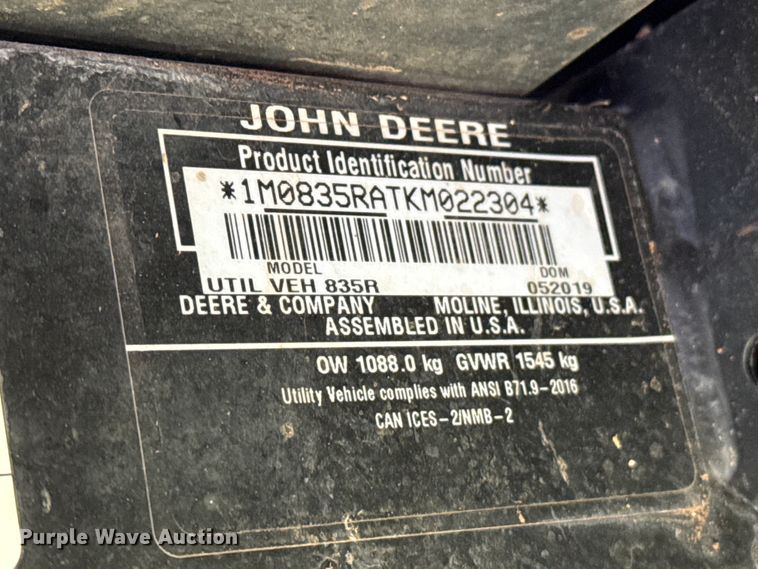 JOHN DEERE
Product Identification Number
*1M0835RATKM022304*
MODEL DOM
UTIL VEH 835R 052019
DEERE & COMPANY MOLINE, ILLINOIS, U.S.A.
ASSEMBLED IN U.S.A.
OW 1088.0 kg GVWR 1545 kg
Utility Vehicle complies with ANSI B71.9-2016
CAN ICES-2/NMB-2
Purple Wave Auction